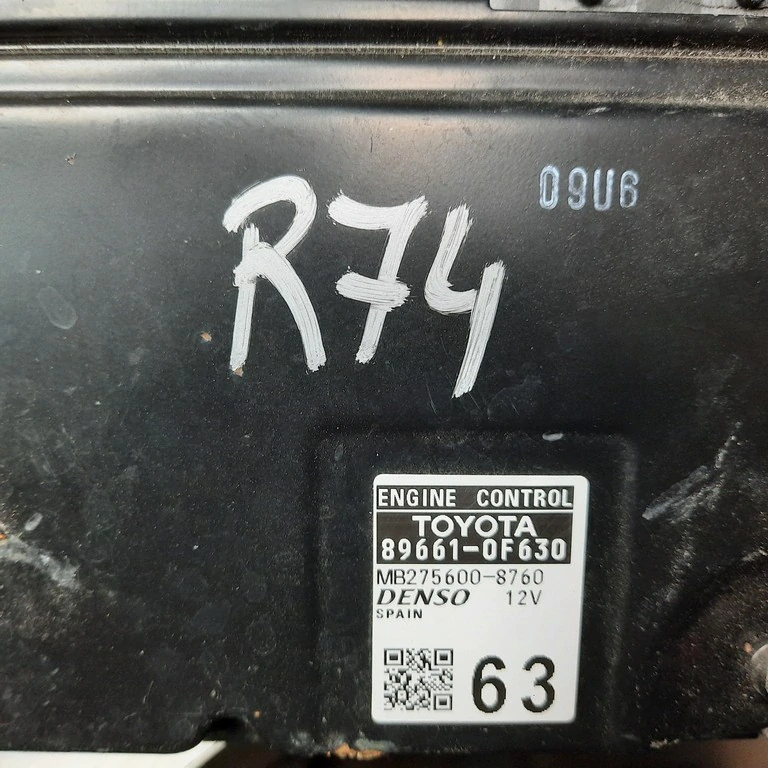 09U6
R74
ENGINE CONTROL
TOYOTA
89661-0F630
MB275600-8760
DENSO 12V
SPAIN
63